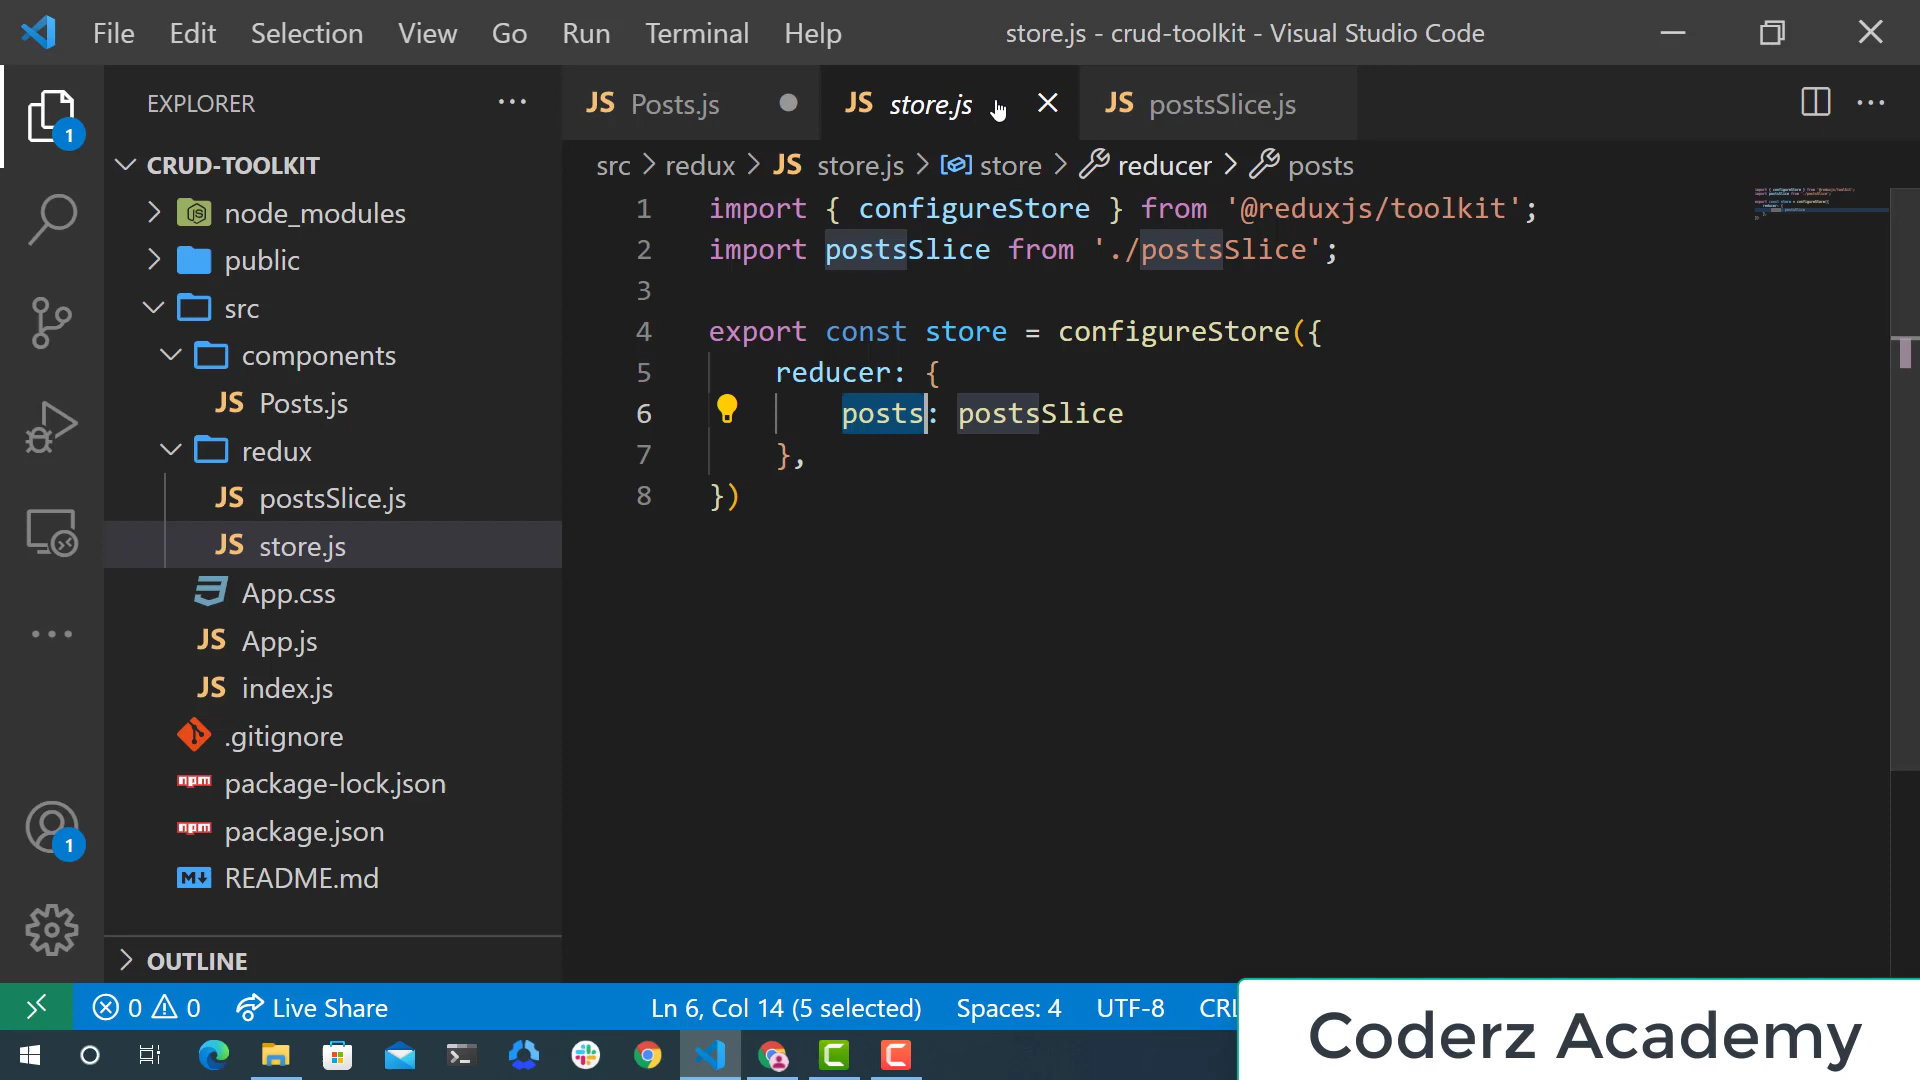 File Edit Selection View Go Run Terminal Help store.js - crud-toolkit - Visual Studio Code
EXPLORER
JS Posts.js JS store.js JS postsSlice.js
1
CRUD-TOOLKIT
src redux JS store.js store reducer posts
node_modules
public
src
components
JS Posts.js
redux
JS postsSlice.js
JS store.js
App.css
JS App.js
JS index.js
.gitignore
npm package-lock.json
npm package.json
M README.md
1
OUTLINE
1 import { configureStore } from '@reduxjs/toolkit';
2 import postsSlice from './postsSlice';
3
4 export const store = configureStore({
5 reducer: {
6 posts: postsSlice
7 },
8 })
0 0 Live Share Ln 6, Col 14 (5 selected) Spaces: 4 UTF-8 CRL
Coderz Academy